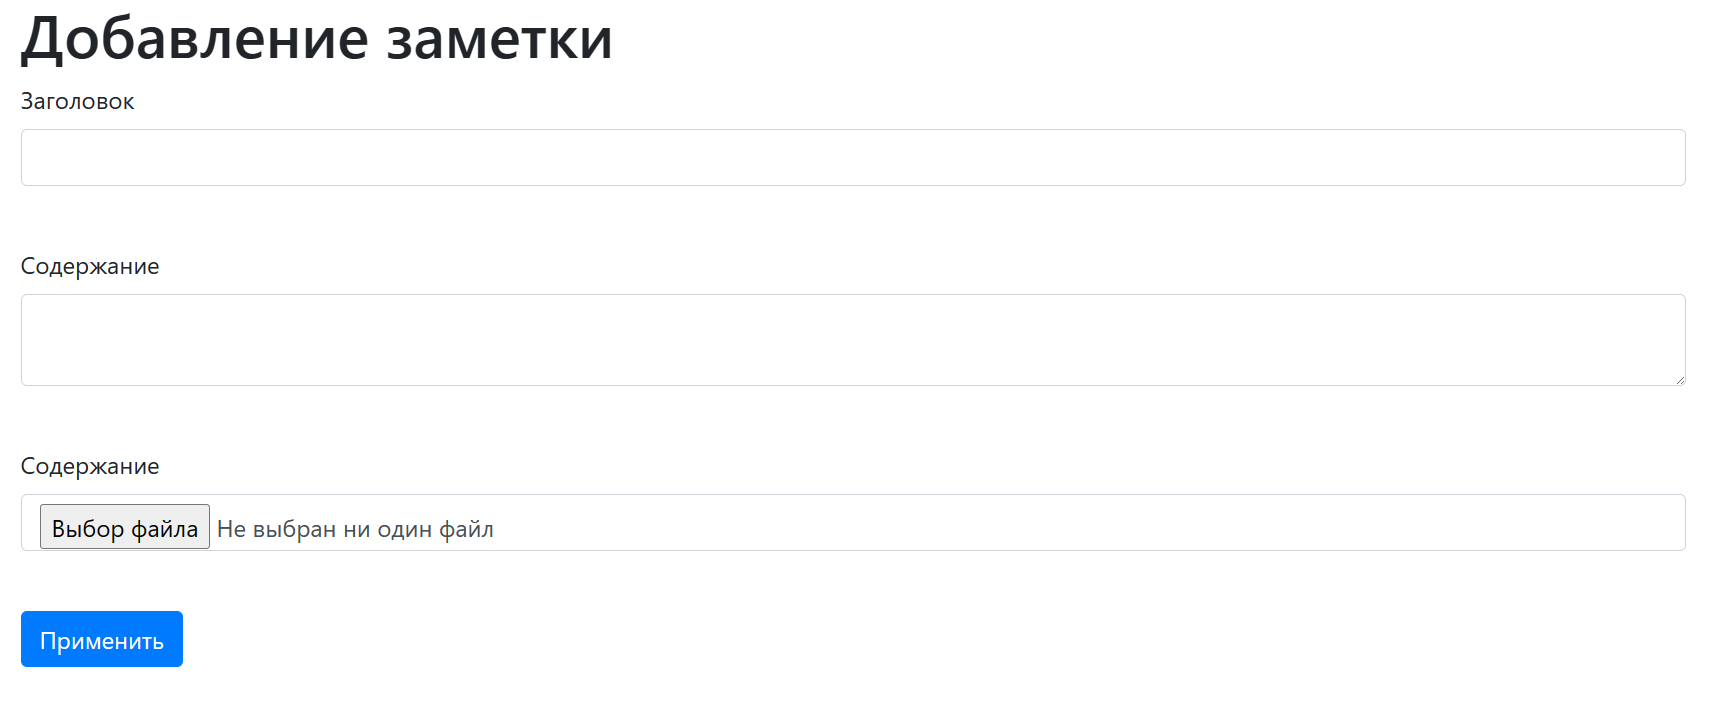 Добавление заметки
Заголовок
Содержание
Содержание
Выбор файла Не выбран ни один файл
Применить